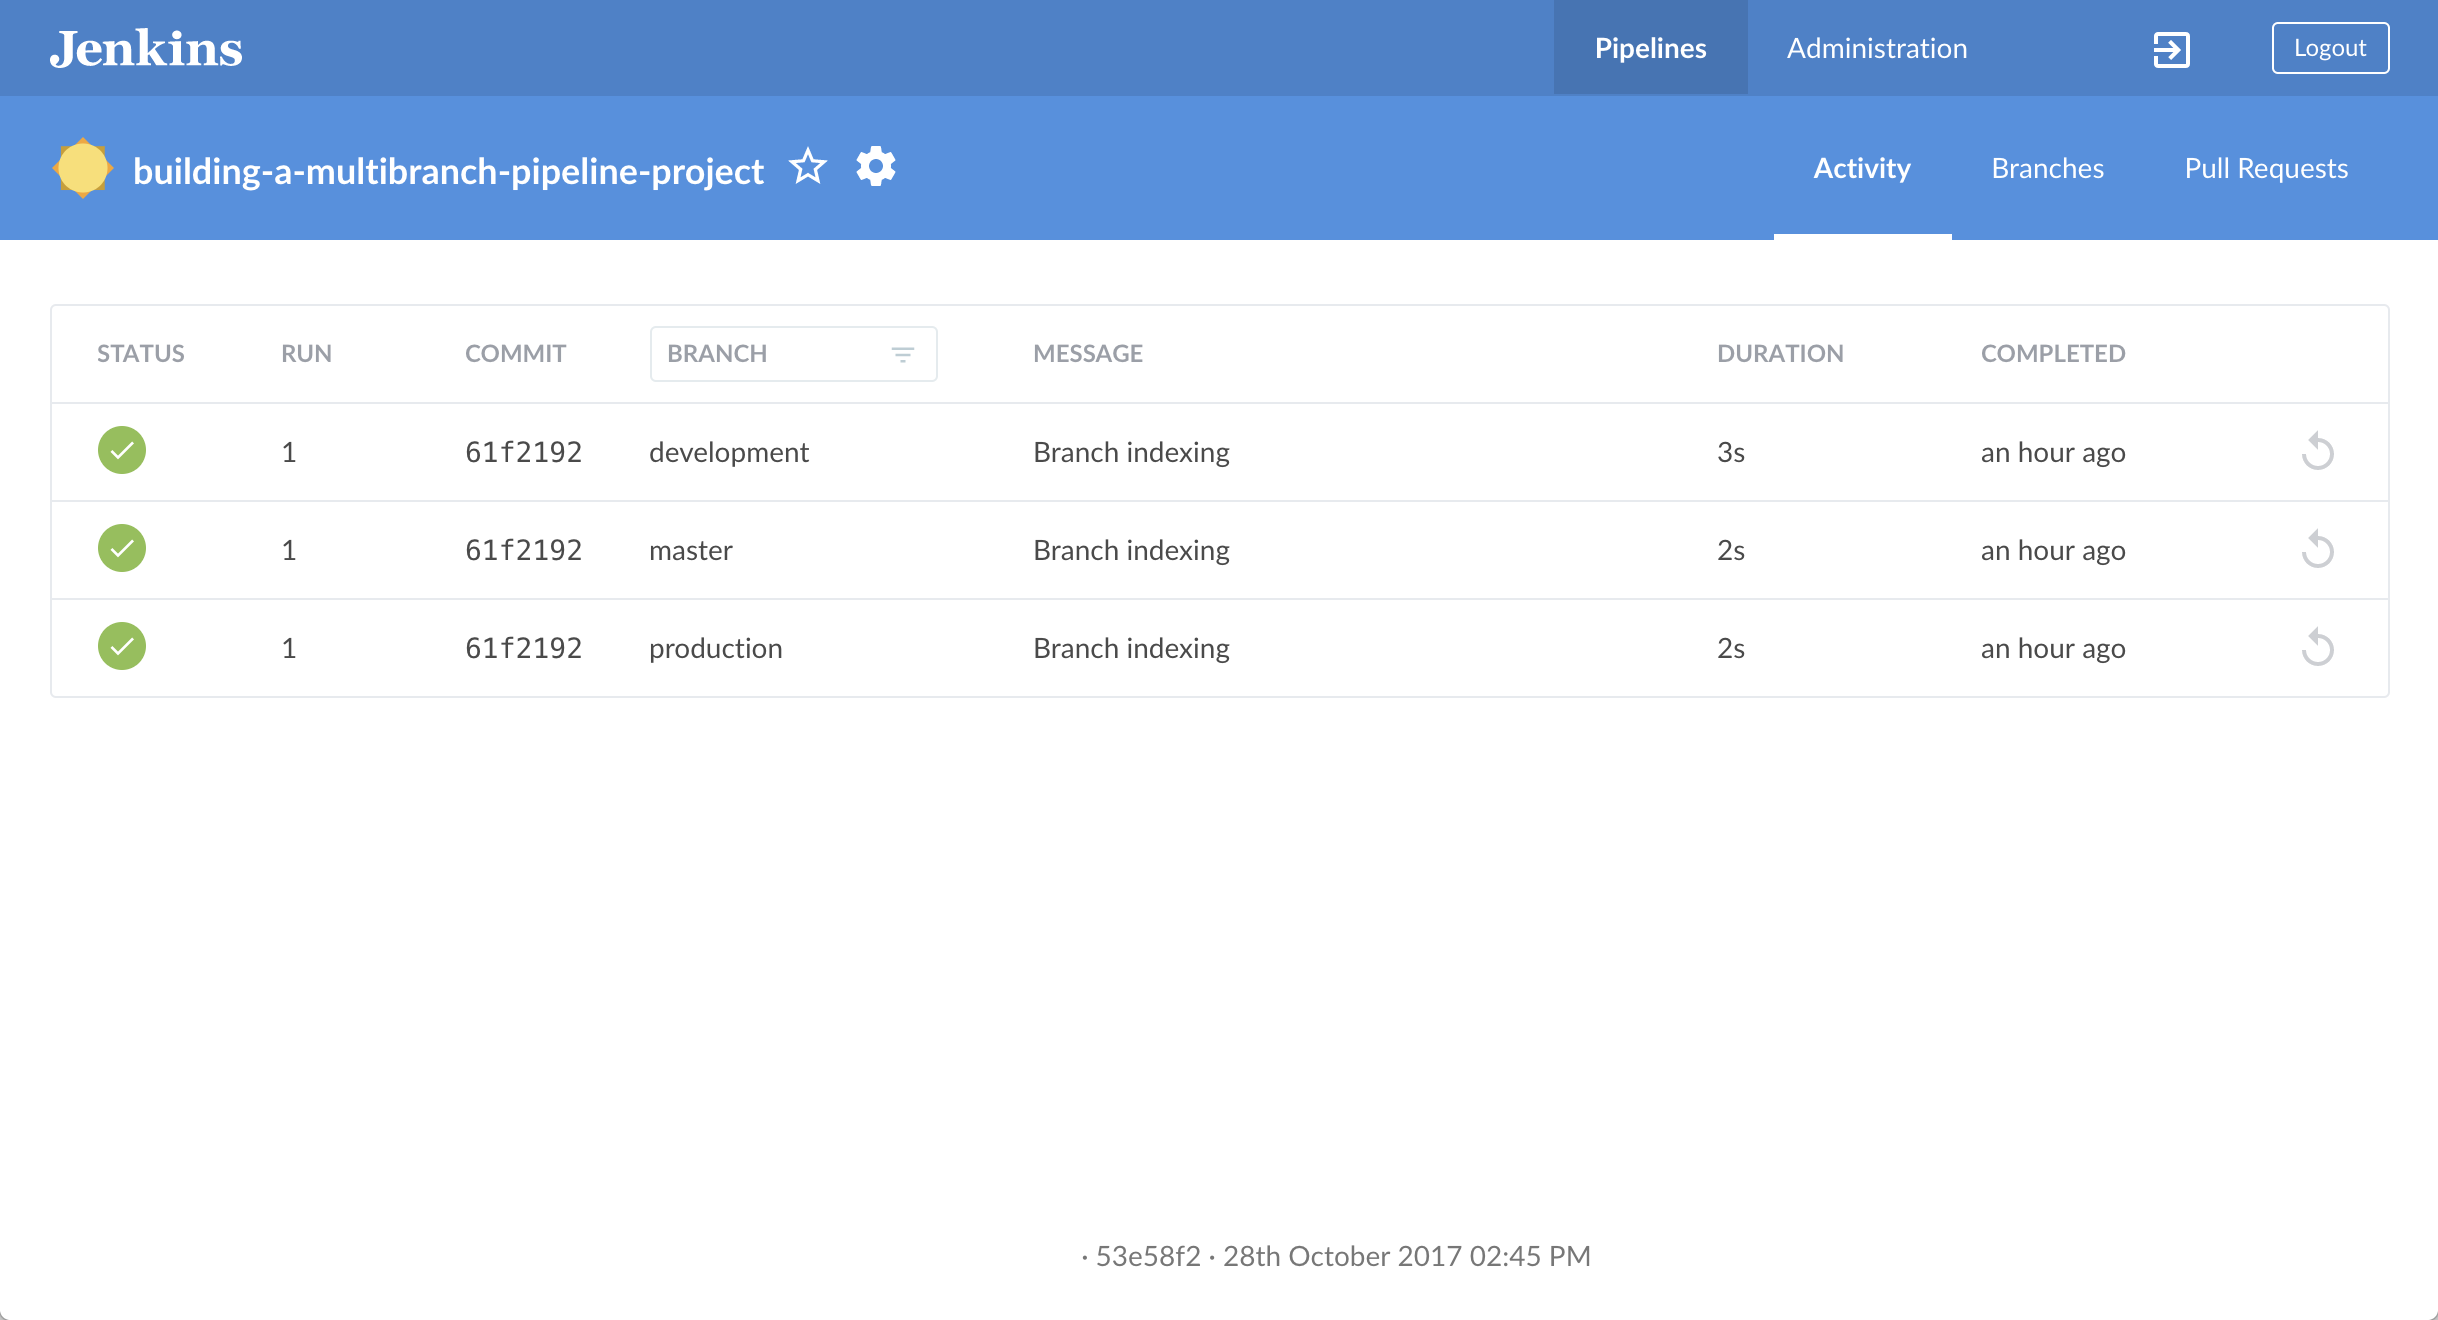 Jenkins Pipelines Administration Logout
building-a-multibranch-pipeline-project Activity Branches Pull Requests
STATUS RUN COMMIT BRANCH MESSAGE DURATION COMPLETED
1 61f2192 development Branch indexing 3s an hour ago
1 61f2192 master Branch indexing 2s an hour ago
1 61f2192 production Branch indexing 2s an hour ago
· 53e58f2 · 28th October 2017 02:45 PM